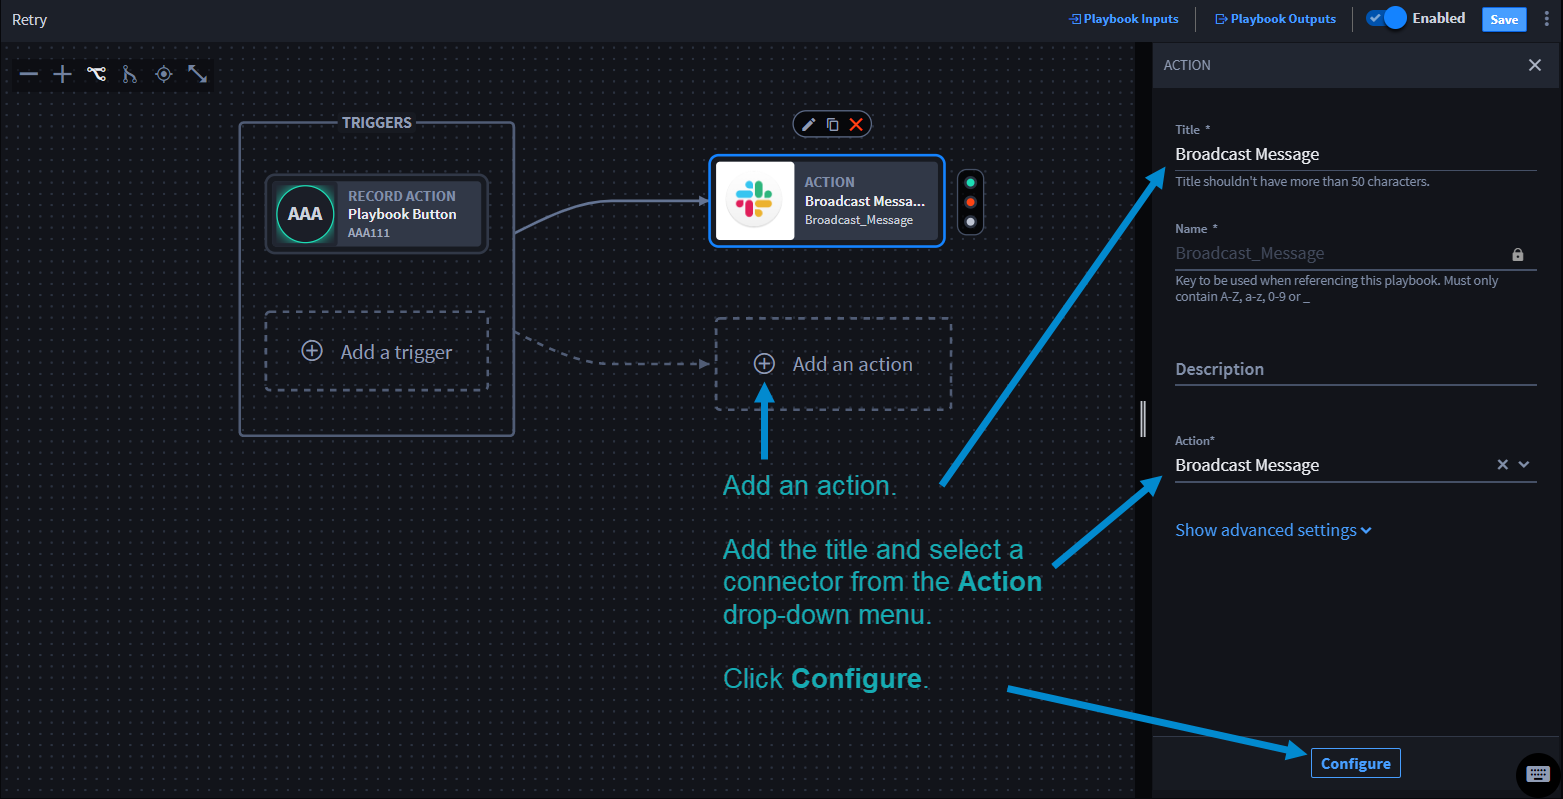 Retry
Playbook Inputs
Playbook Outputs
Enabled
Save
ACTION
TRIGGERS
RECORD ACTION
Playbook Button
AAA
AAA111
Add a trigger
ACTION
Broadcast Messa...
Broadcast_Message
Add an action
Add an action.
Add the title and select a
connector from the Action
drop-down menu.
Click Configure.
Title *
Broadcast Message
Title shouldn't have more than 50 characters.
Name *
Broadcast_Message
Key to be used when referencing this playbook. Must only
contain A-Z, a-z, 0-9 or _
Description
Action*
Broadcast Message
Show advanced settings
Configure